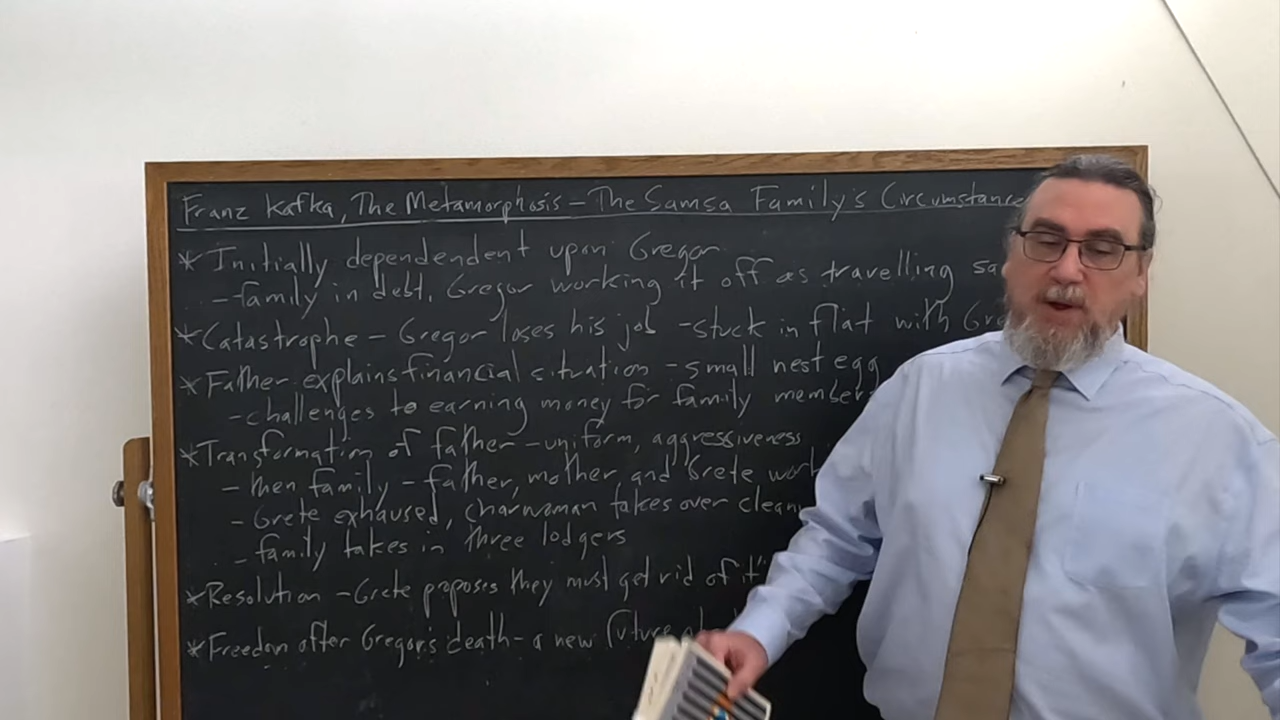 Franz Kafka, The Metamorphosis - The Samsa Family's Circumstance
* Initially dependendent upon Gregor
- family in debt, Gregor working it off as travelling sa
* Catastrophe - Gregor loses his job - stuck in flat with Gre
* Father explains financial situation - small nest egg
- challenges to earning money for family members
* Transformation of father - uniform, aggressiveness
- then family - father, mother, and Grete work
- Grete exhaused, charwoman takes over cleani
- family takes in three lodgers
* Resolution - Grete proposes they must get rid of "it"
* Freedom after Gregor's death - a new future